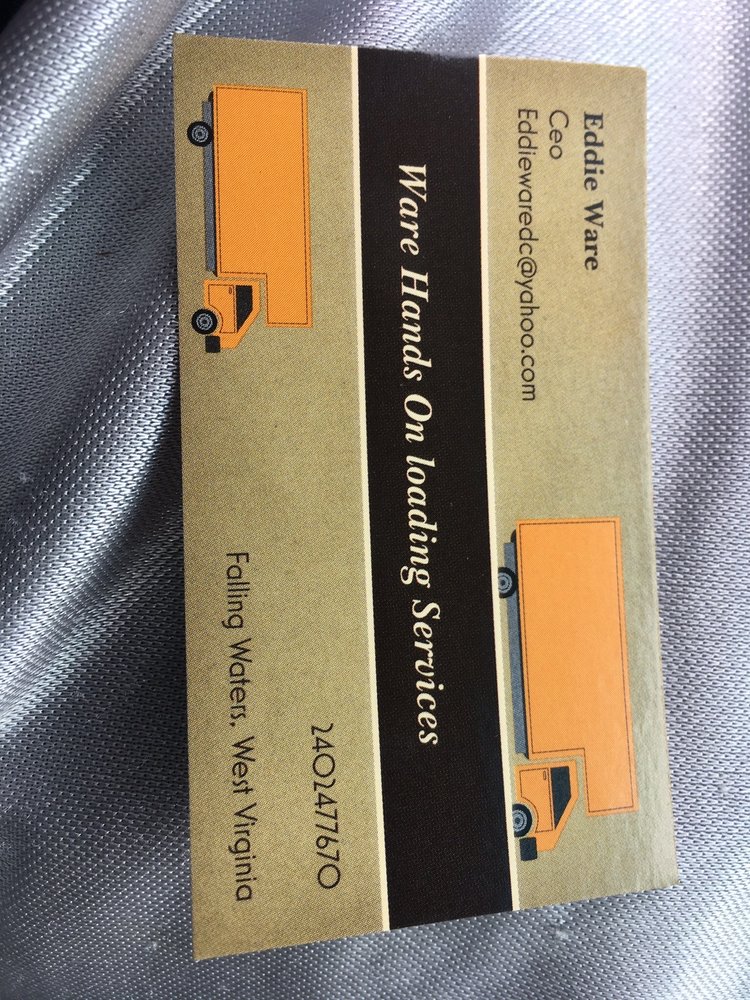 Eddie Ware
Ceo
Eddiewaredc@yahoo.com
Ware Hands On loading Services
2402477670
Falling Waters, West Virginia